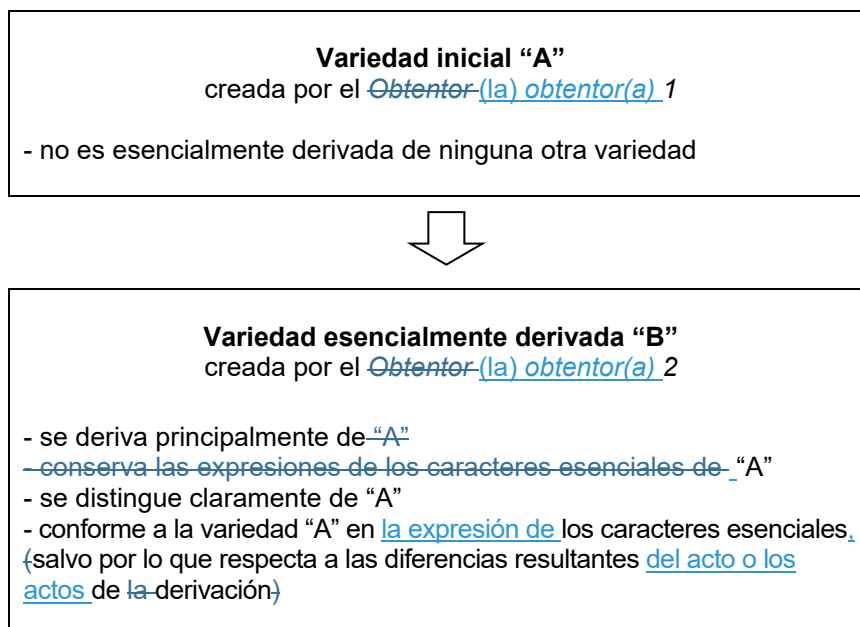 Variedad inicial “A”
creada por el Obtentor (la) obtentor(a) 1
- no es esencialmente derivada de ninguna otra variedad
Variedad esencialmente derivada “B”
creada por el Obtentor (la) obtentor(a) 2
- se deriva principalmente de “A”
- conserva las expresiones de los caracteres esenciales de “A”
- se distingue claramente de “A”
- conforme a la variedad “A” en la expresión de los caracteres esenciales,
(salvo por lo que respecta a las diferencias resultantes del acto o los
actos de la derivación)